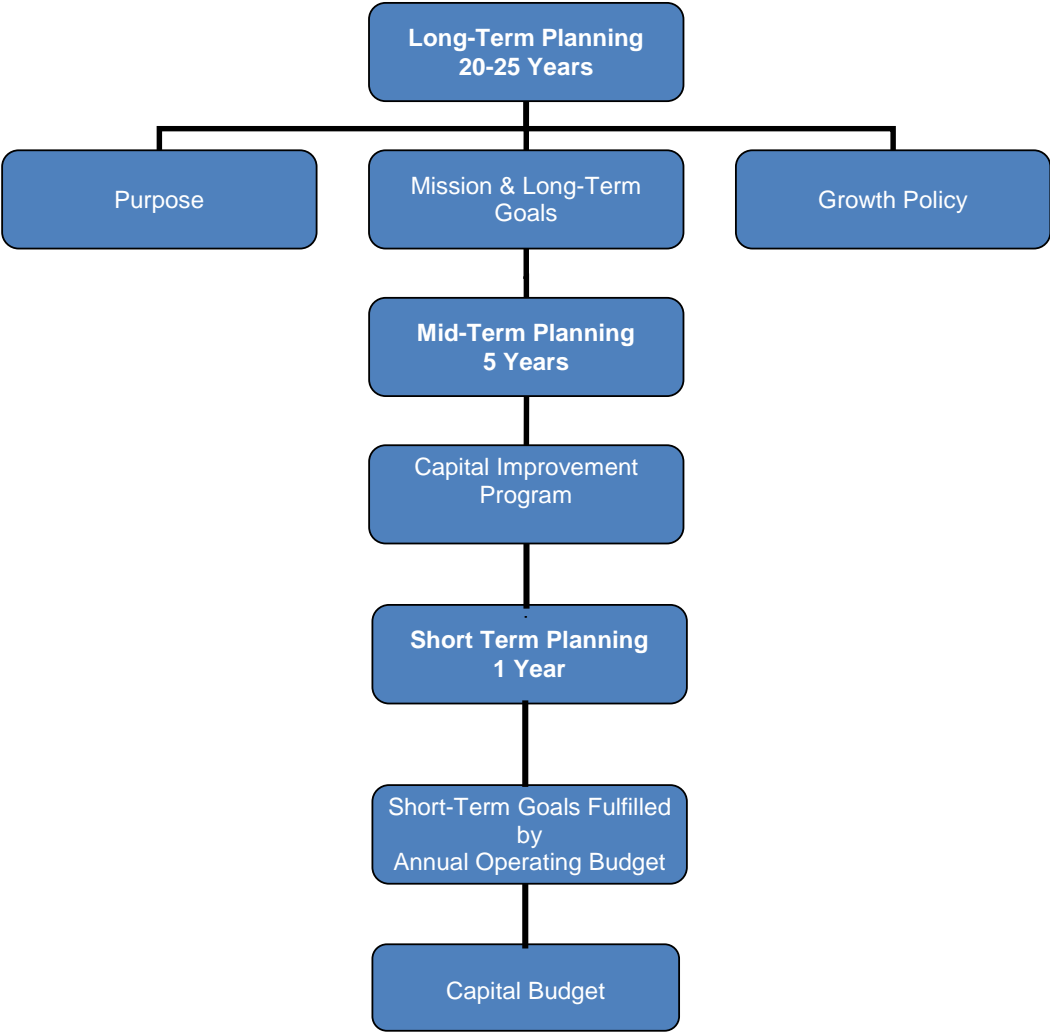 Long-Term Planning
20-25 Years
Purpose
Mission & Long-Term
Goals
Growth Policy
Mid-Term Planning
5 Years
Capital Improvement
Program
Short Term Planning
1 Year
Short-Term Goals Fulfilled
by
Annual Operating Budget
Capital Budget